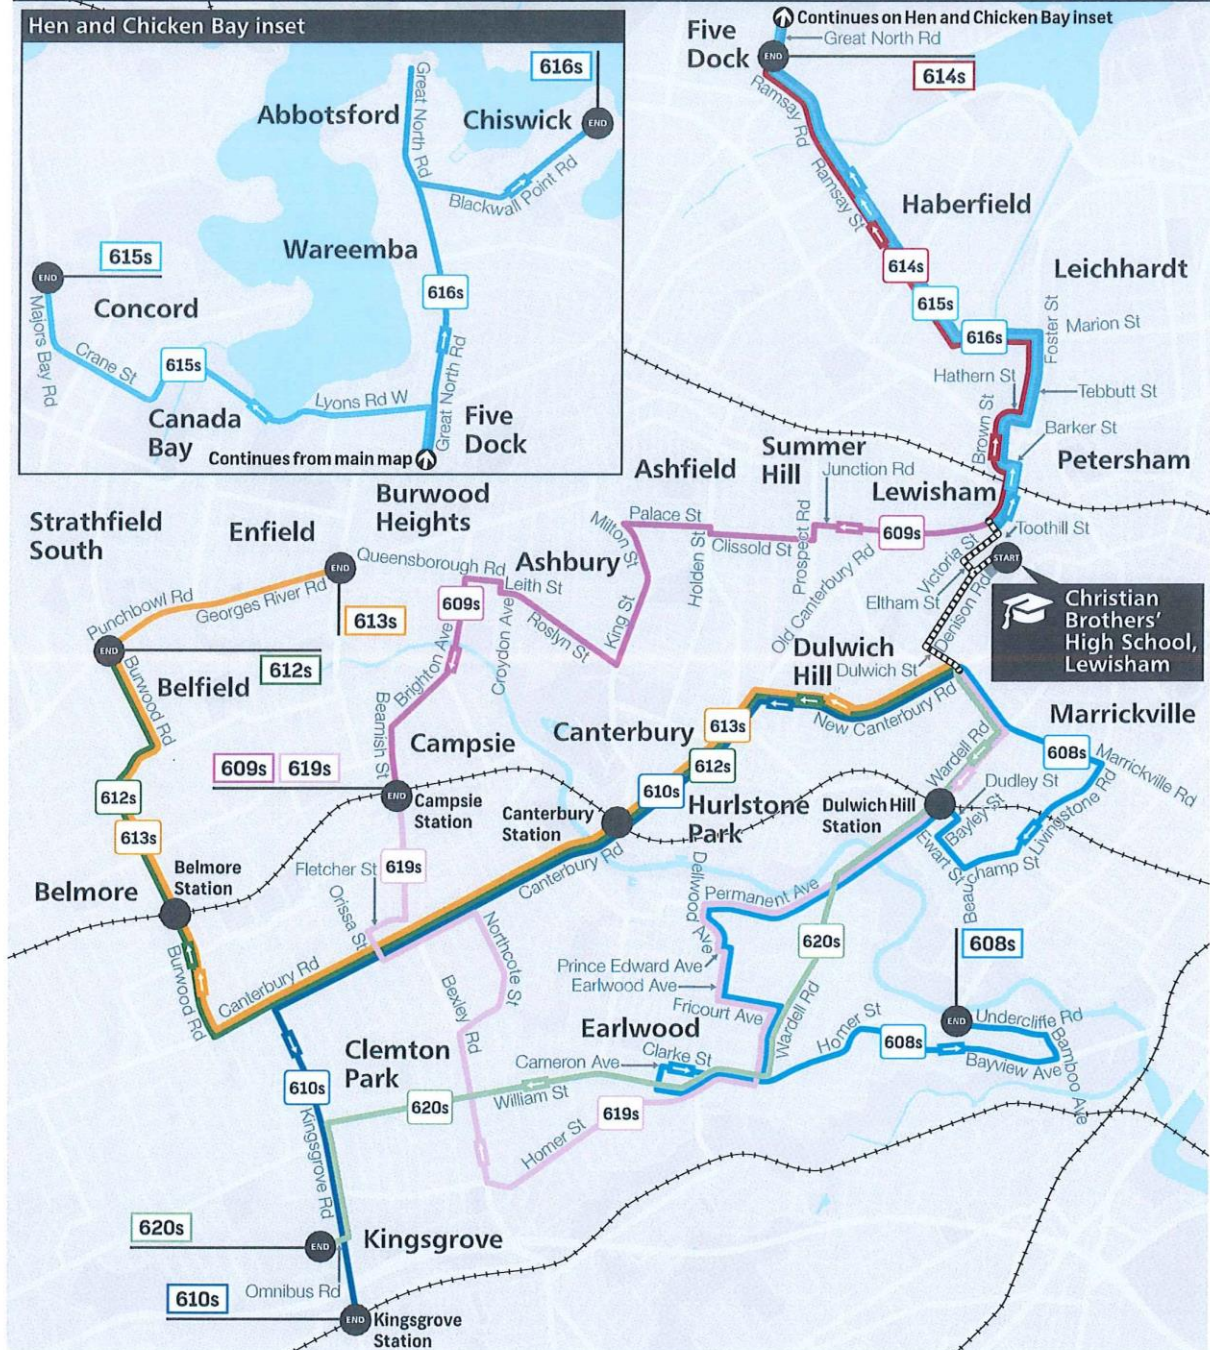 Hen and Chicken Bay inset
616s
END
Abbotsford
Great North Rd
Chiswick
Blackwall Point Rd
Wareemba
615s
END
Concord
616s
Majors Bay Rd
Crane St
615s
Great North Rd
Lyons Rd W
Canada
Bay
Five
Dock
Continues from main map
Continues on Hen and Chicken Bay inset
Five
Dock
Great North Rd
END
614s
Ramsay Rd
Ramsay St
Haberfield
614s
Leichhardt
615s
616s
Foster St
Marion St
Hathern St
Tebbutt St
Brown St
Barker St
Petersham
Summer
Hill
Junction Rd
Ashfield
Lewisham
Burwood
Heights
Strathfield
South
Enfield
Milton St
Palace St
Holden St
Clissold St
Prospect Rd
Old Canterbury Rd
609s
Toothill St
Victoria St
START
Eltham St
Denison Rd
Christian
Brothers'
High School,
Lewisham
END
Queensborough Rd
Ashbury
Leith St
Punchbowl Rd
Georges River Rd
609s
Croydon Ave
Roslyn St
King St
613s
END
612s
Belfield
Brighton Ave
Dulwich
Hill
Dulwich St
Burwood Rd
Beamish St
Campsie
Canterbury
613s
New Canterbury Rd
Marrickville
608s
Marrickville Rd
Wardell Rd
609s
619s
END
Campsie
Station
612s
610s
Hurlstone
Park
Dudley St
Dulwich Hill
Station
Bayley St
Livingstone Rd
Canterbury
Station
612s
613s
Ewart St
Beauchamp St
Belmore
Belmore
Station
Fletcher St
619s
Canterbury Rd
Dellwood Ave
Permanent Ave
Orissa St
Northcote St
620s
608s
Burwood Rd
Canterbury Rd
Bexley Rd
Prince Edward Ave
Earlwood Ave
Fricourt Ave
Wardell Rd
END
Undercliffe Rd
Earlwood
Homer St
608s
Bamboo Ave
Bayview Ave
Clemton
Park
Cameron Ave
Clarke St
610s
620s
William St
619s
Homer St
Kingsgrove Rd
620s
END
Kingsgrove
610s
Omnibus Rd
END
Kingsgrove
Station